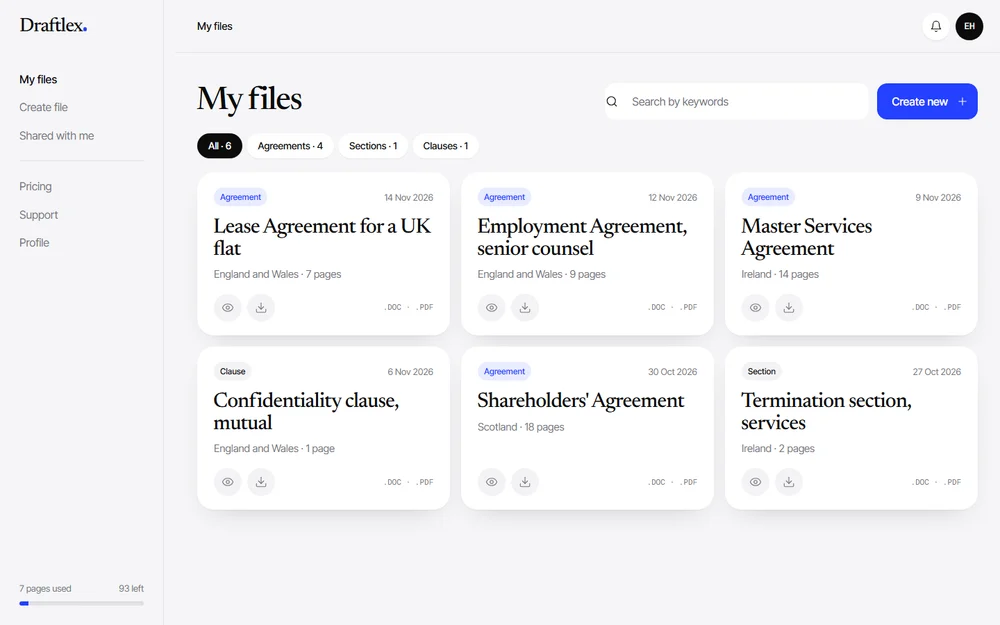 Draftlex.
My files
Create file
Shared with me
Pricing
Support
Profile
7 pages used
93 left
My files
EH
My files
Search by keywords
Create new
All · 6
Agreements · 4
Sections · 1
Clauses · 1
Agreement
14 Nov 2026
Lease Agreement for a UK
flat
England and Wales · 7 pages
.DOC · .PDF
Agreement
12 Nov 2026
Employment Agreement,
senior counsel
England and Wales · 9 pages
.DOC · .PDF
Agreement
9 Nov 2026
Master Services
Agreement
Ireland · 14 pages
.DOC · .PDF
Clause
6 Nov 2026
Confidentiality clause,
mutual
England and Wales · 1 page
.DOC · .PDF
Agreement
30 Oct 2026
Shareholders' Agreement
Scotland · 18 pages
.DOC · .PDF
Section
27 Oct 2026
Termination section,
services
Ireland · 2 pages
.DOC · .PDF